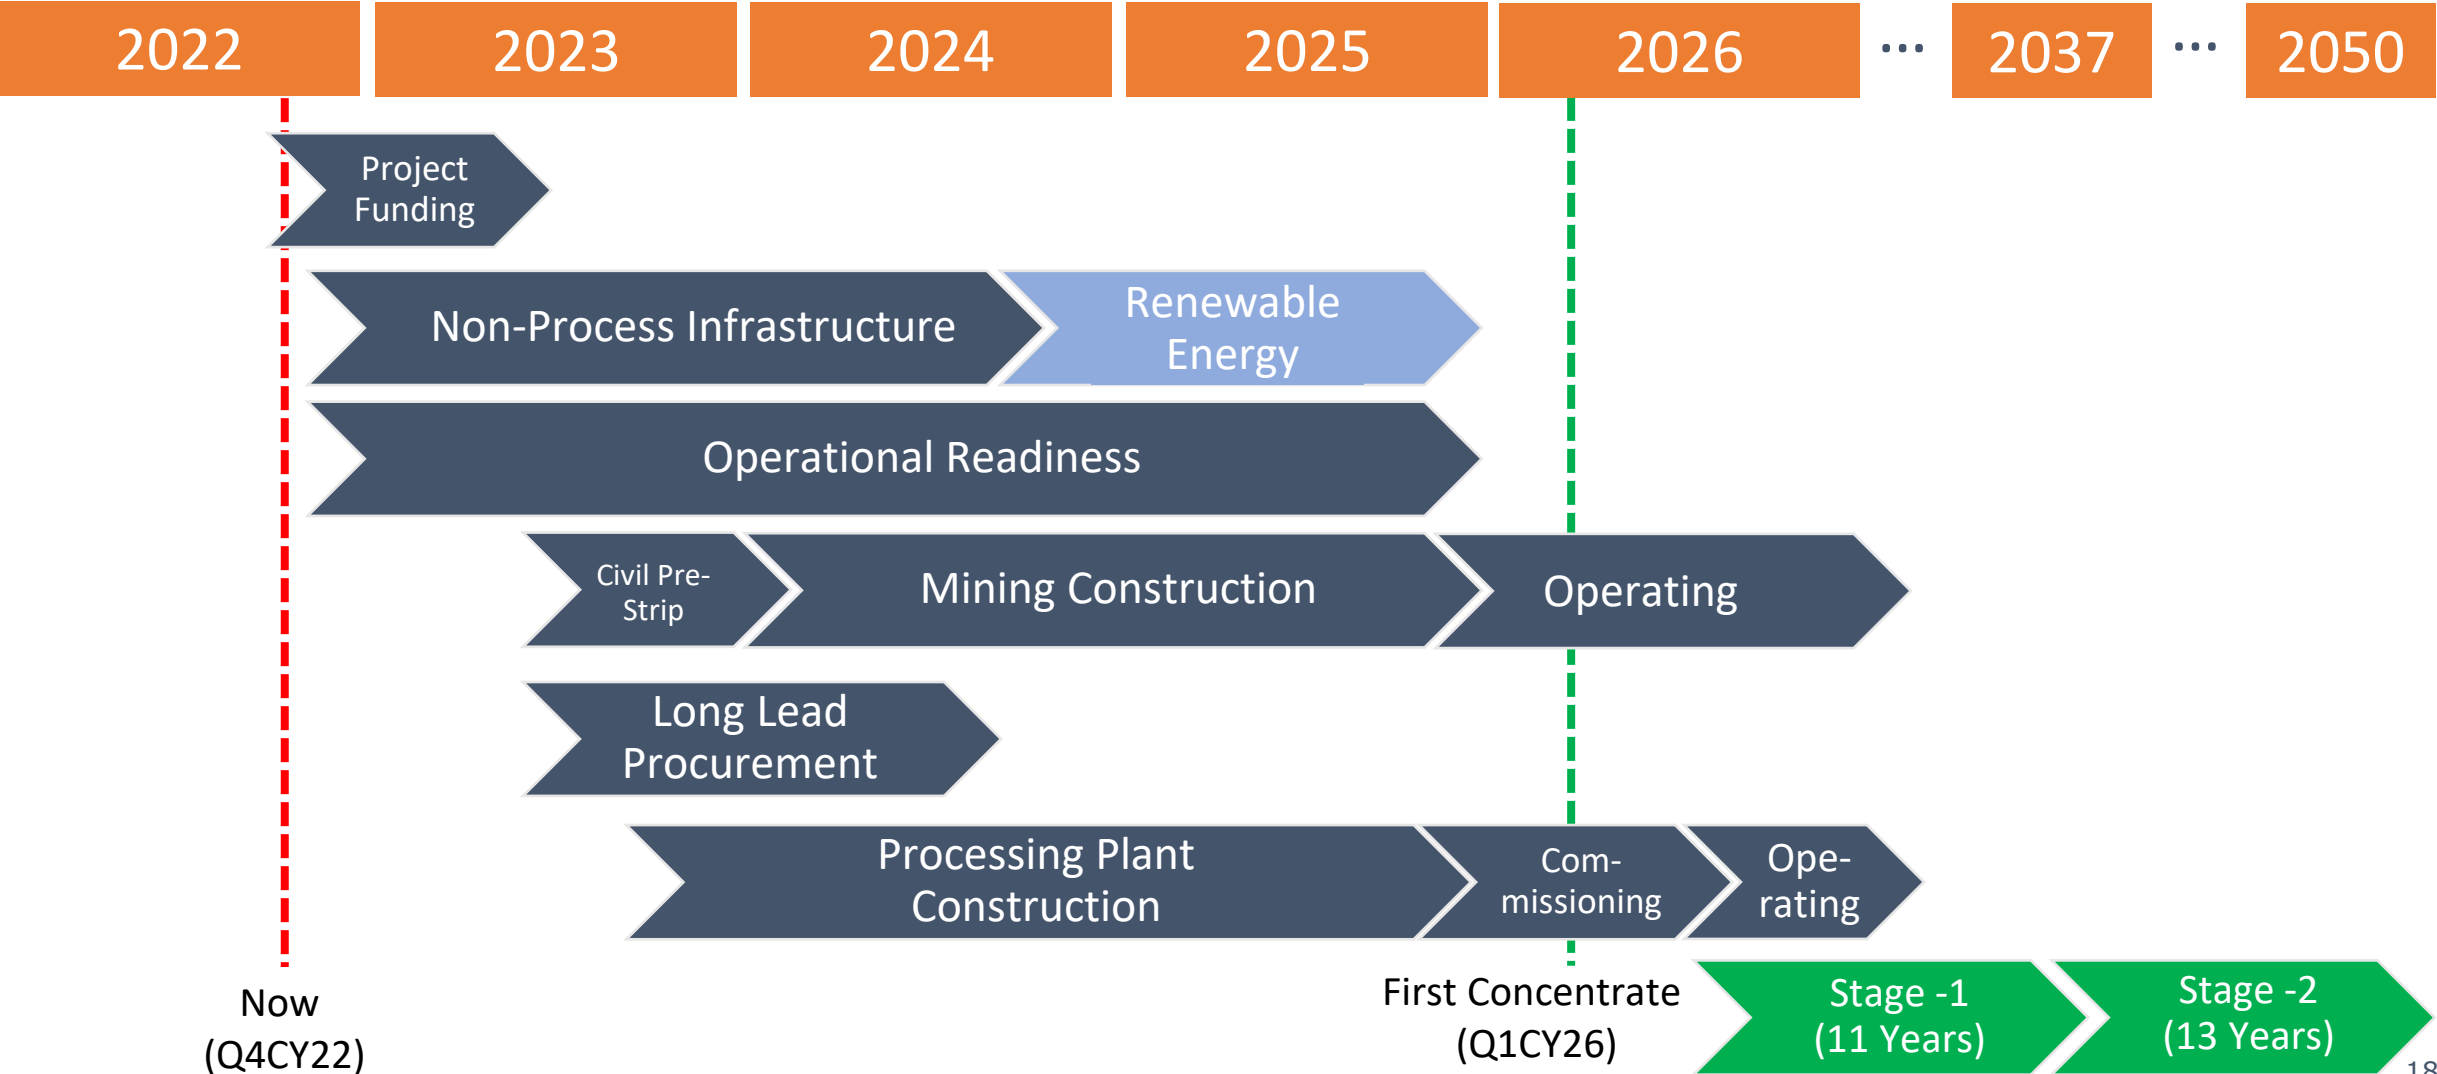 2022 2023 2024 2025 2026 ... 2037 ... 2050
Project
Funding
Non-Process Infrastructure
Renewable
Energy
Operational Readiness
Civil Pre-
Strip
Mining Construction
Operating
Long Lead
Procurement
Processing Plant
Construction
Com-
missioning
Ope-
rating
Now
(Q4CY22)
First Concentrate
(Q1CY26)
Stage -1
(11 Years)
Stage -2
(13 Years)
18